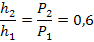 h₂/h₁ = P₂/P₁ = 0,6